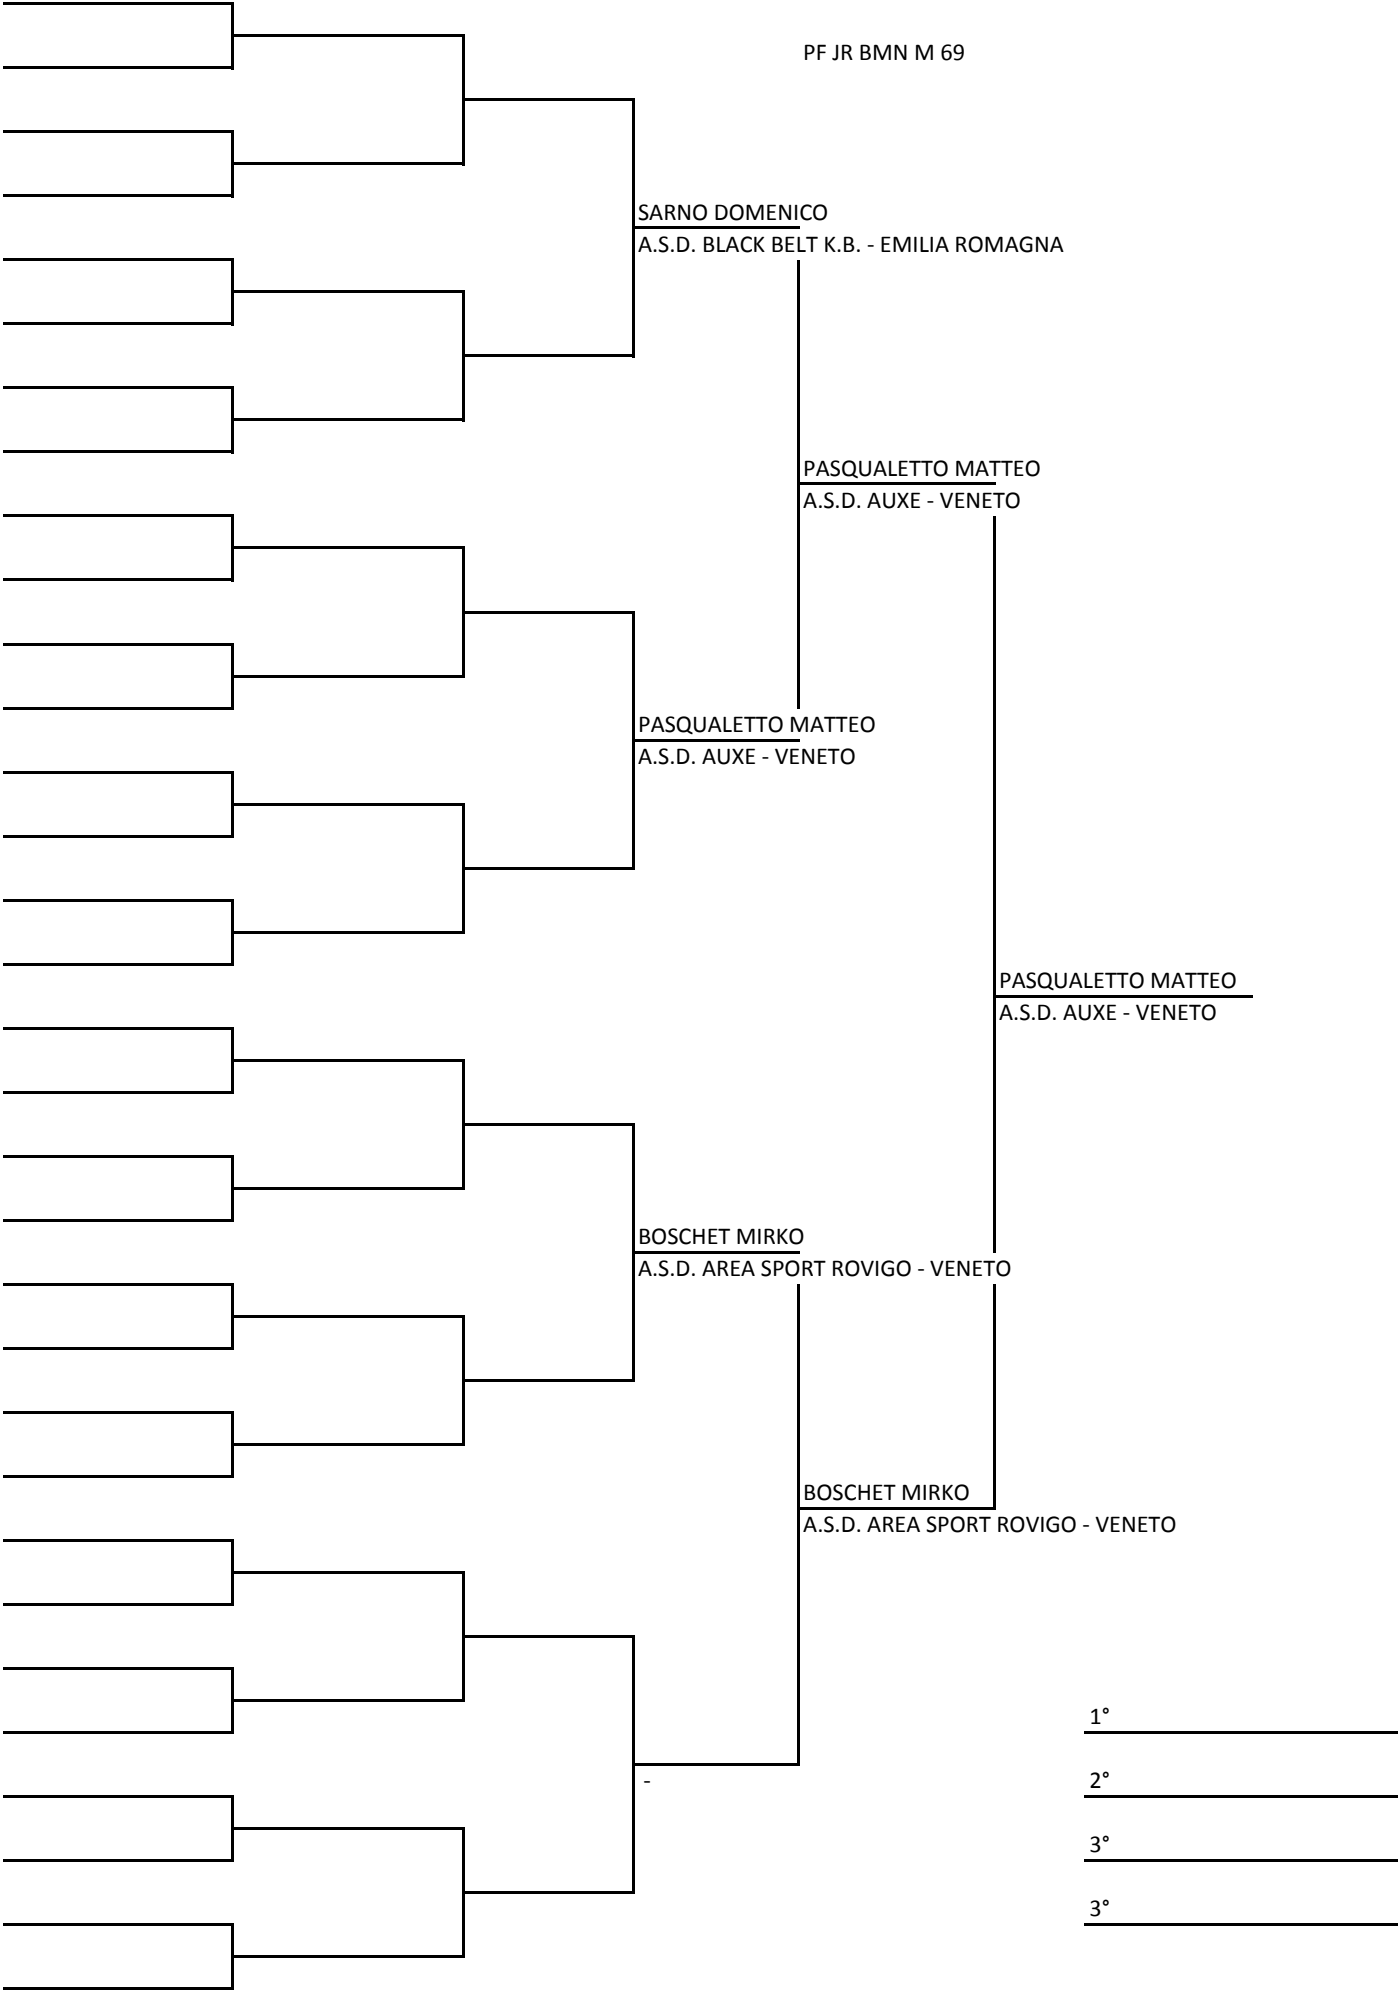 PF JR BMN M 69
SARNO DOMENICO
A.S.D. BLACK BELT K.B. - EMILIA ROMAGNA
PASQUALETTO MATTEO
A.S.D. AUXE - VENETO
PASQUALETTO MATTEO
A.S.D. AUXE - VENETO
PASQUALETTO MATTEO
A.S.D. AUXE - VENETO
BOSCHET MIRKO
A.S.D. AREA SPORT ROVIGO - VENETO
BOSCHET MIRKO
A.S.D. AREA SPORT ROVIGO - VENETO
1°
-
2°
3°
3°